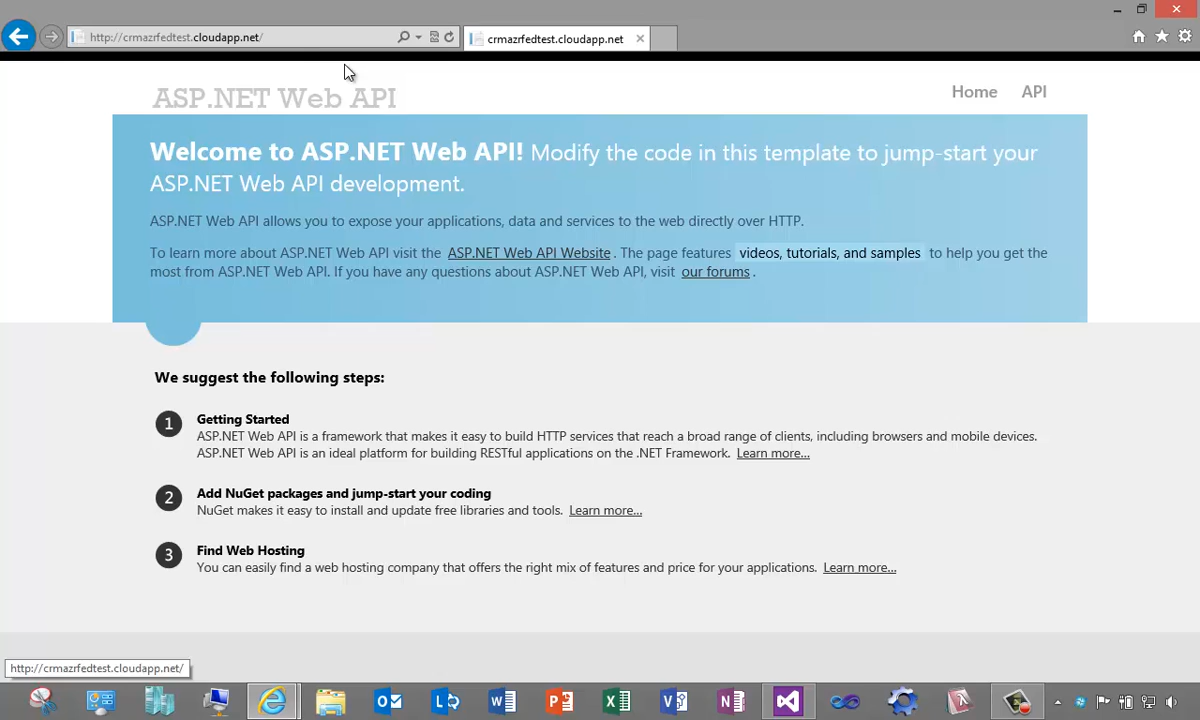 http://crmazrfedtest.cloudapp.net/
crmazrfedtest.cloudapp.net
ASP.NET Web API
Home API
Welcome to ASP.NET Web API! Modify the code in this template to jump-start your
ASP.NET Web API development.
ASP.NET Web API allows you to expose your applications, data and services to the web directly over HTTP.
To learn more about ASP.NET Web API visit the ASP.NET Web API Website . The page features videos, tutorials, and samples to help you get the
most from ASP.NET Web API. If you have any questions about ASP.NET Web API, visit our forums .
We suggest the following steps:
1 Getting Started
ASP.NET Web API is a framework that makes it easy to build HTTP services that reach a broad range of clients, including browsers and mobile devices.
ASP.NET Web API is an ideal platform for building RESTful applications on the .NET Framework. Learn more...
2 Add NuGet packages and jump-start your coding
NuGet makes it easy to install and update free libraries and tools. Learn more...
3 Find Web Hosting
You can easily find a web hosting company that offers the right mix of features and price for your applications. Learn more...
http://crmazrfedtest.cloudapp.net/